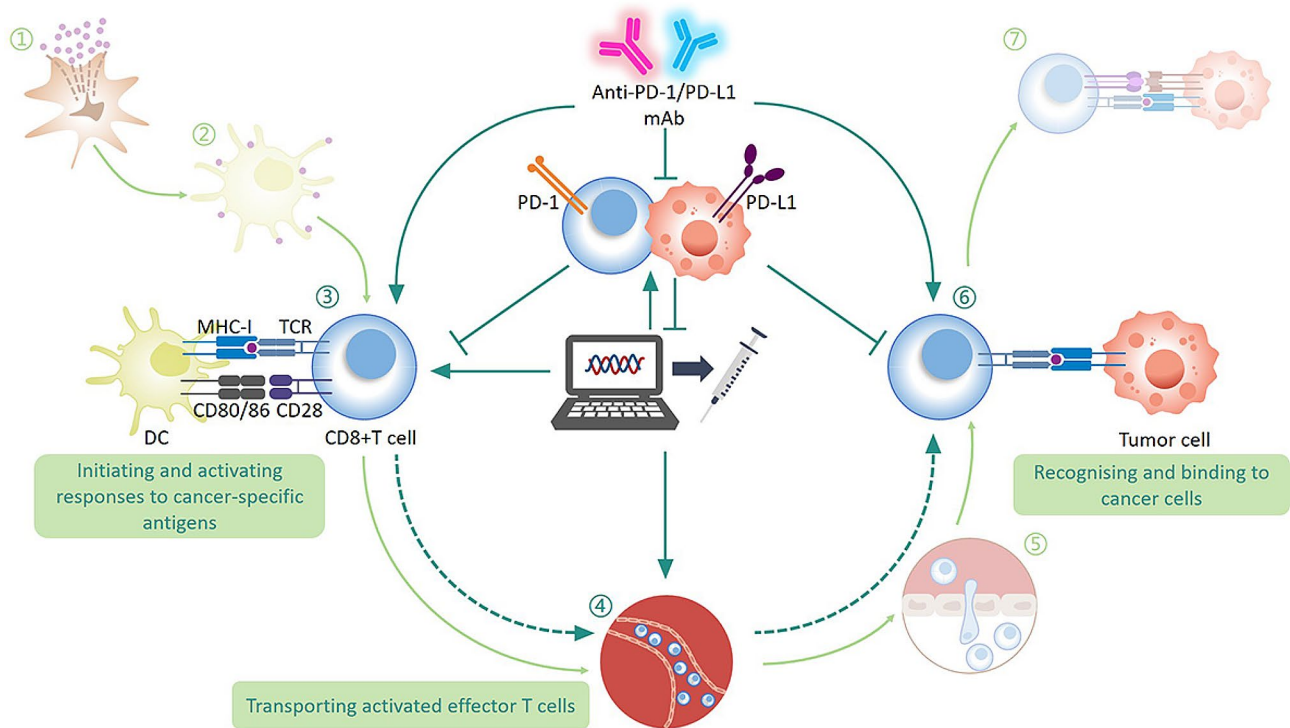 ①
⑦
Anti-PD-1/PD-L1
mAb
②
PD-1
PD-L1
③
⑥
MHC-I
TCR
CD80/86
CD28
DC
CD8+T cell
Tumor cell
Initiating and activating
responses to cancer-specific
antigens
Recognising and binding to
cancer cells
⑤
④
Transporting activated effector T cells